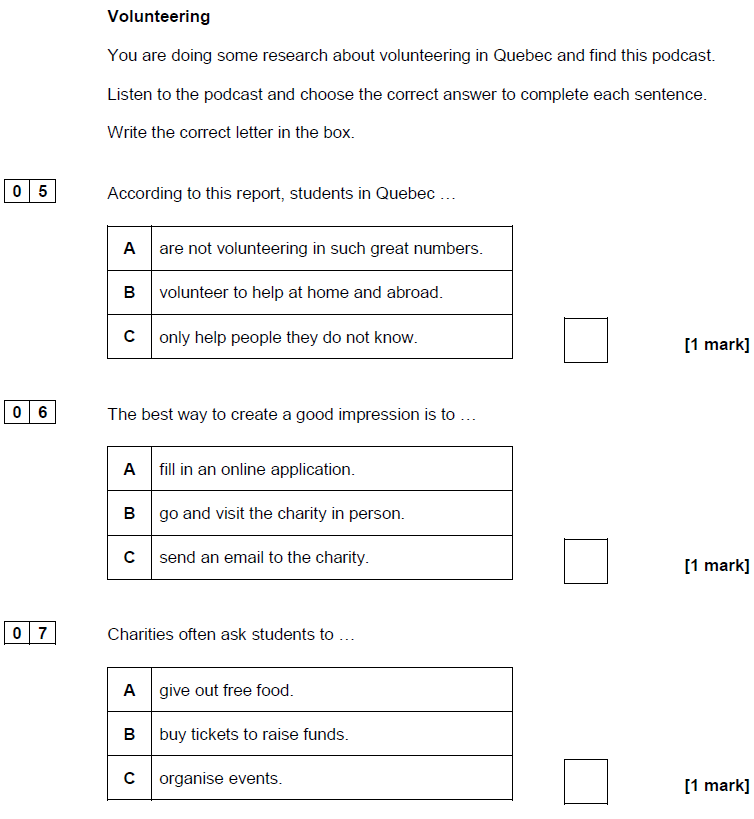 Volunteering
You are doing some research about volunteering in Quebec and find this podcast.
Listen to the podcast and choose the correct answer to complete each sentence.
Write the correct letter in the box.
0 5 According to this report, students in Quebec …
A are not volunteering in such great numbers.
B volunteer to help at home and abroad.
C only help people they do not know.
[1 mark]
0 6 The best way to create a good impression is to …
A fill in an online application.
B go and visit the charity in person.
C send an email to the charity.
[1 mark]
0 7 Charities often ask students to …
A give out free food.
B buy tickets to raise funds.
C organise events.
[1 mark]